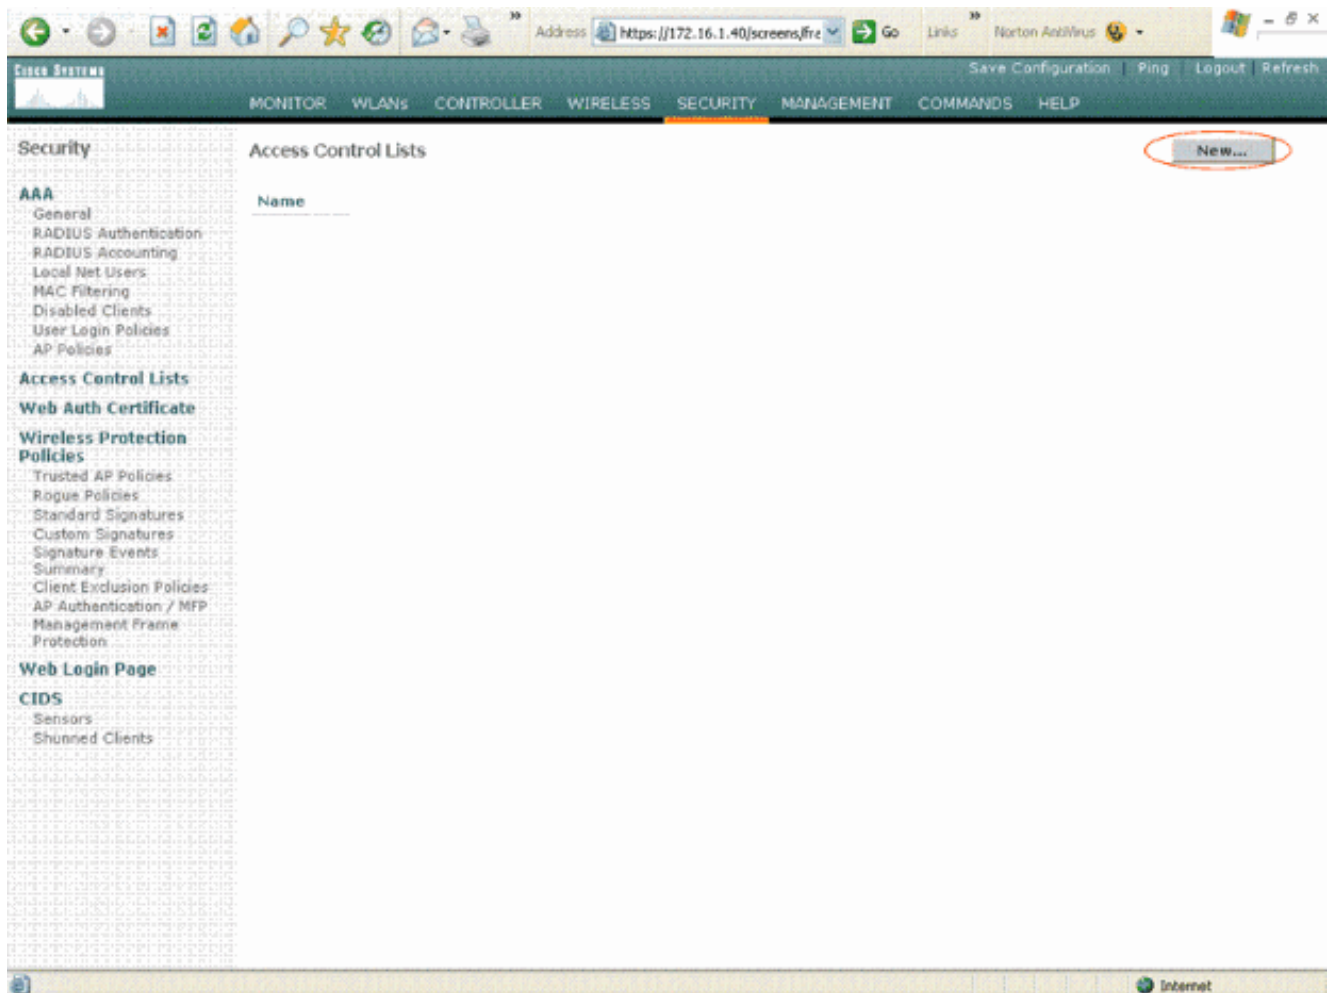 » Address https://172.16.1.40/screens/fra Go Links » Norton AntiVirus
CISCO SYSTEMS
Save Configuration | Ping | Logout | Refresh
MONITOR WLANs CONTROLLER WIRELESS SECURITY MANAGEMENT COMMANDS HELP
Security
Access Control Lists
New...
AAA
General
RADIUS Authentication
RADIUS Accounting
Local Net Users
MAC Filtering
Disabled Clients
User Login Policies
AP Policies
Access Control Lists
Web Auth Certificate
Wireless Protection
Policies
Trusted AP Policies
Rogue Policies
Standard Signatures
Custom Signatures
Signature Events
Summary
Client Exclusion Policies
AP Authentication / MFP
Management Frame
Protection
Web Login Page
CIDS
Sensors
Shunned Clients
Name
Internet